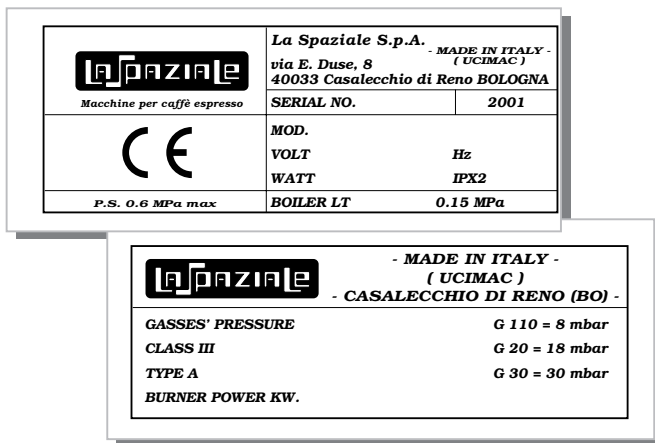 La Spaziale S.p.A.
- MADE IN ITALY -
( UCIMAC )
via E. Duse, 8
40033 Casalecchio di Reno BOLOGNA
LaSpaziale
Macchine per caffè espresso
SERIAL NO. 2001
CE
MOD.
VOLT Hz
WATT IPX2
P.S. 0.6 MPa max
BOILER LT 0.15 MPa
LaSpaziale
- MADE IN ITALY -
( UCIMAC )
- CASALECCHIO DI RENO (BO) -
GASSES' PRESSURE G 110 = 8 mbar
CLASS III G 20 = 18 mbar
TYPE A G 30 = 30 mbar
BURNER POWER KW.